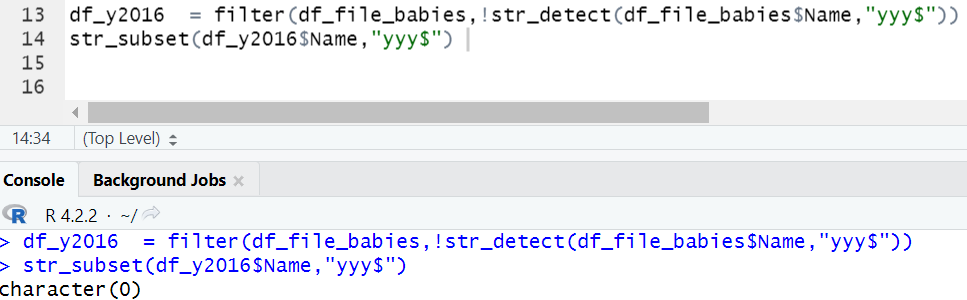 13 df_y2016  = filter(df_file_babies,!str_detect(df_file_babies$Name,"yyy$"))
14 str_subset(df_y2016$Name,"yyy$")
15
16
14:34 (Top Level)
Console Background Jobs
R 4.2.2 · ~/
> df_y2016  = filter(df_file_babies,!str_detect(df_file_babies$Name,"yyy$"))
> str_subset(df_y2016$Name,"yyy$")
character(0)